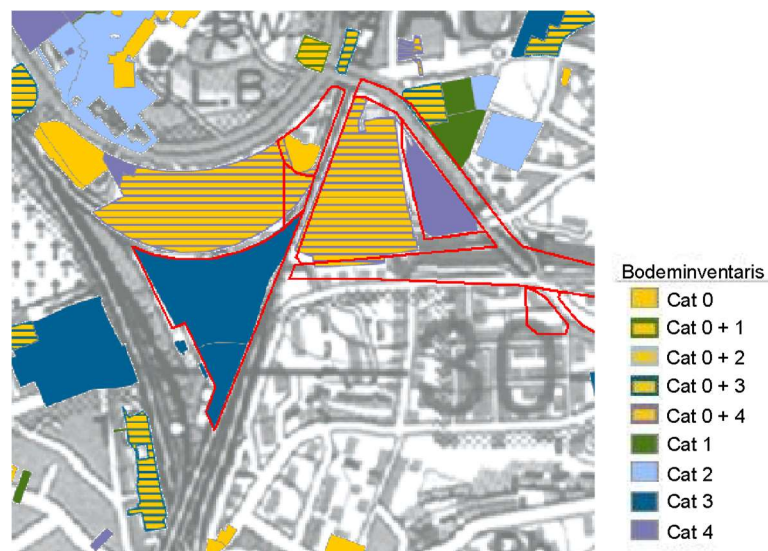 BW.
J.L.B.
30
Bodeminventaris
Cat 0
Cat 0 + 1
Cat 0 + 2
Cat 0 + 3
Cat 0 + 4
Cat 1
Cat 2
Cat 3
Cat 4